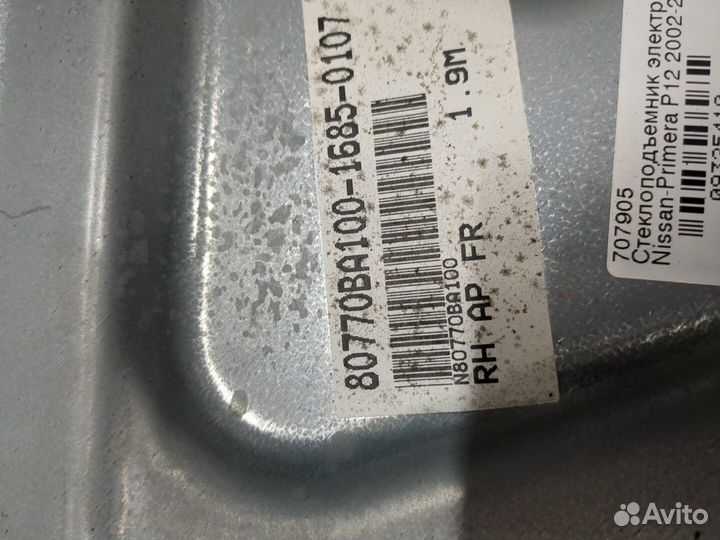 80770BA100-1685-0107
1.9M.
N80770BA100
RH AP FR
707905
Стеклоподъемник электр
Nissan-Primera P12 2002-2
Avito